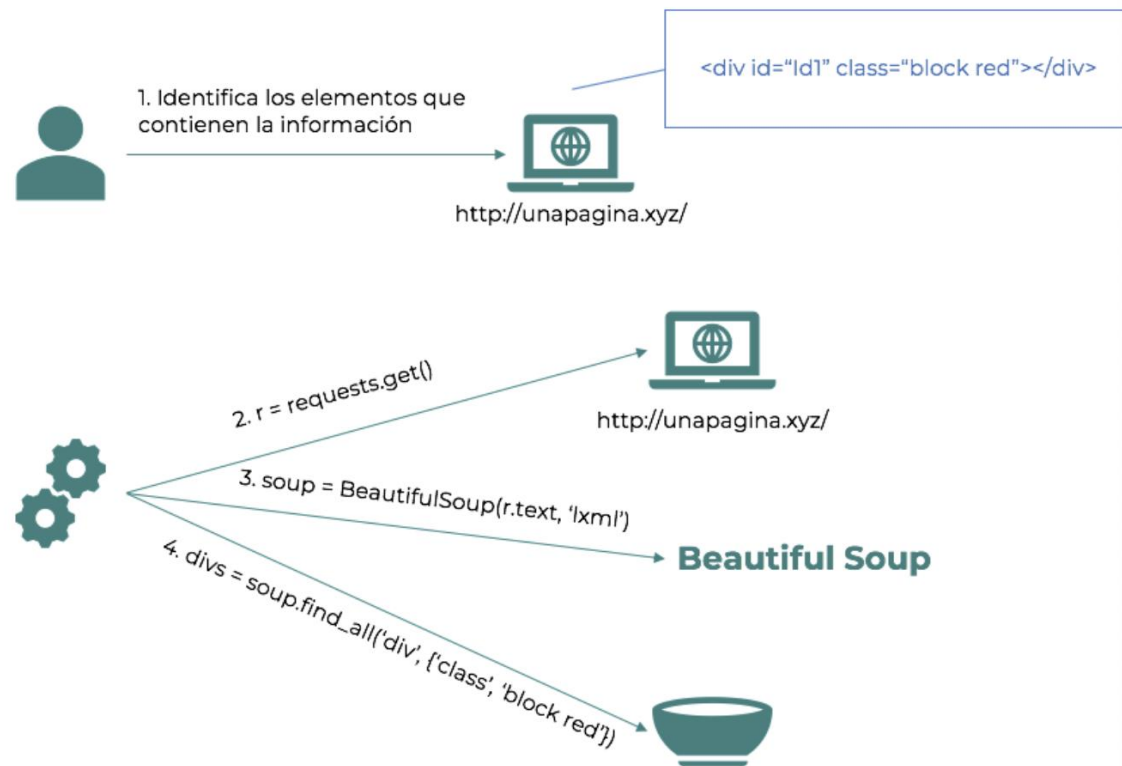 <div id=“Id1” class=“block red”></div>
1. Identifica los elementos que
contienen la información
http://unapagina.xyz/
2. r = requests.get()
http://unapagina.xyz/
3. soup = BeautifulSoup(r.text, ‘lxml’)
Beautiful Soup
4. divs = soup.find_all(‘div’, {‘class’, ‘block red’})